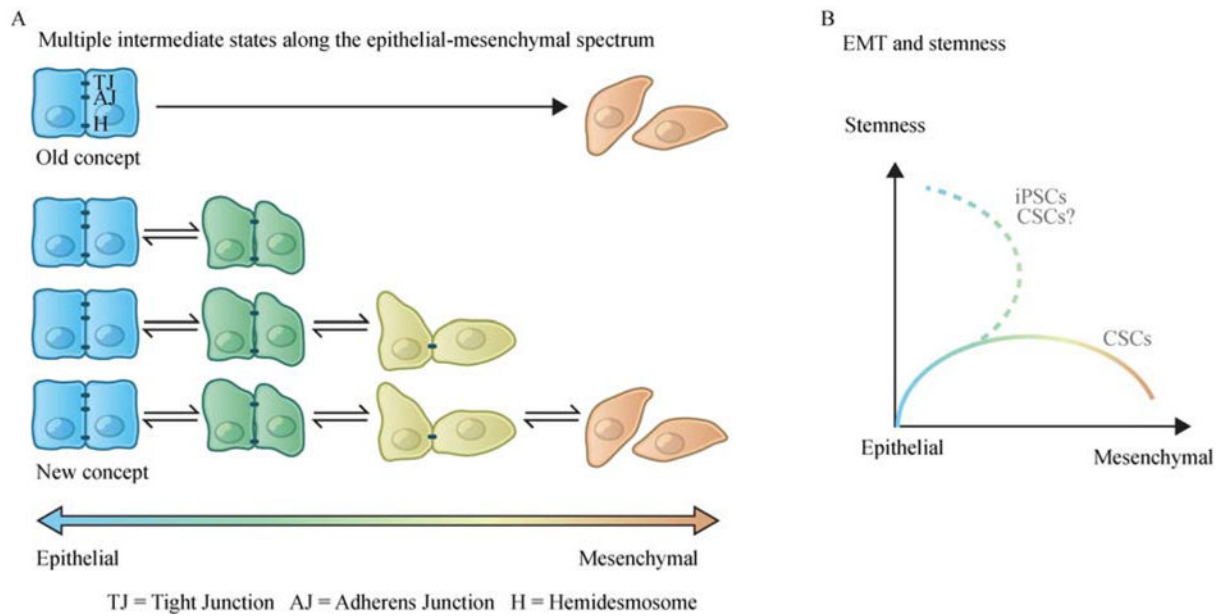 A
Multiple intermediate states along the epithelial-mesenchymal spectrum
TJ
AJ
H
Old concept
New concept
Epithelial
Mesenchymal
TJ = Tight Junction AJ = Adherens Junction H = Hemidesmosome
B
EMT and stemness
Stemness
iPSCs
CSCs?
CSCs
Epithelial
Mesenchymal